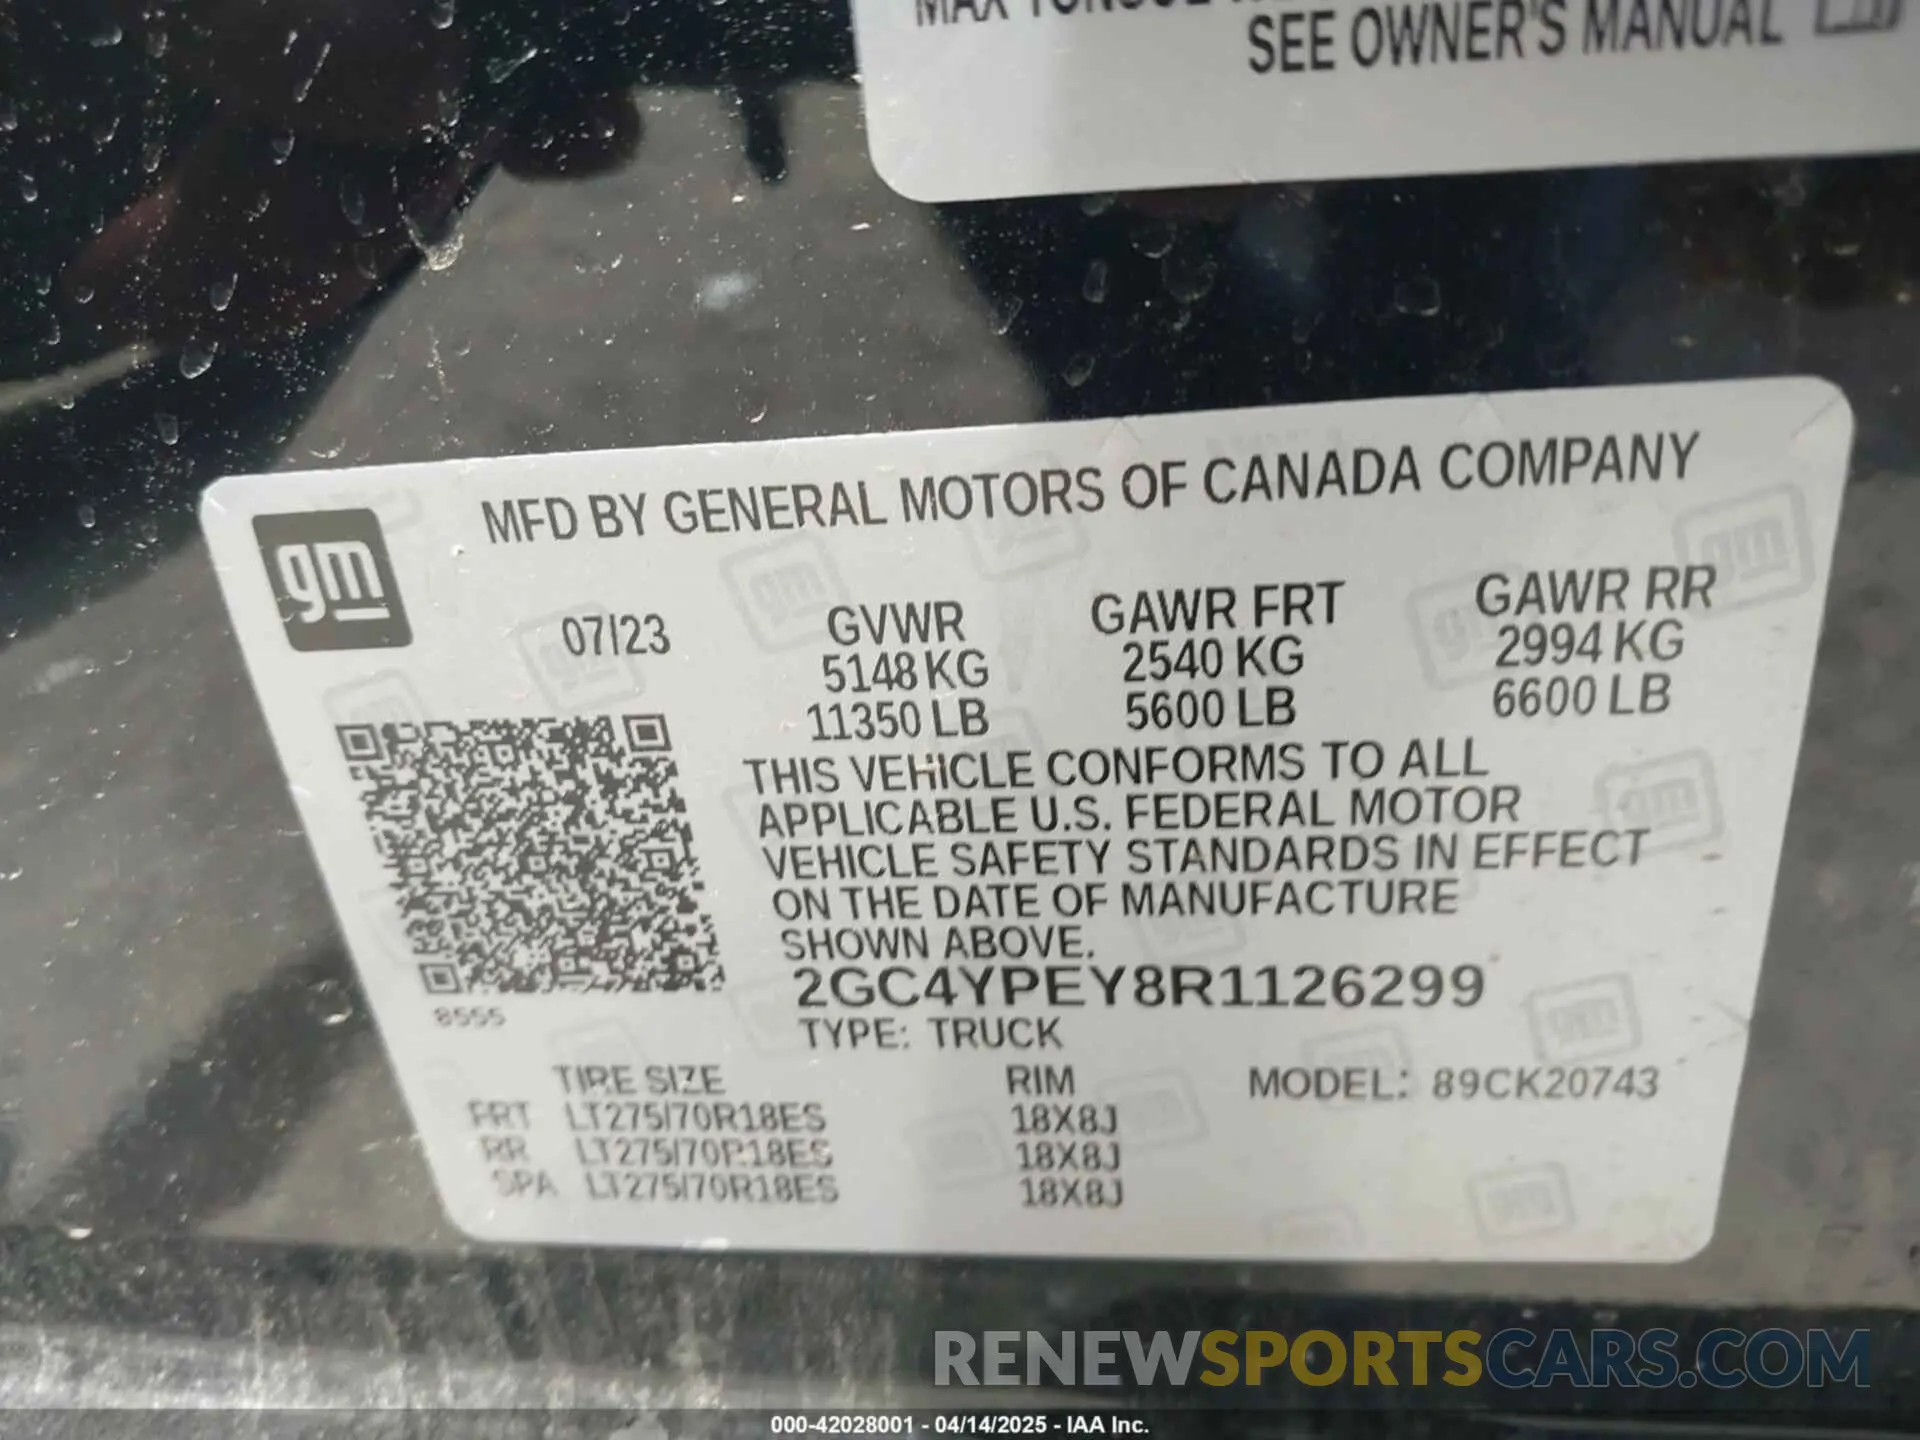 MAX
SEE OWNER'S MANUAL
MFD BY GENERAL MOTORS OF CANADA COMPANY
gm
07/23 GVWR GAWR FRT GAWR RR
5148 KG 2540 KG 2994 KG
11350 LB 5600 LB 6600 LB
THIS VEHICLE CONFORMS TO ALL
APPLICABLE U.S. FEDERAL MOTOR
VEHICLE SAFETY STANDARDS IN EFFECT
ON THE DATE OF MANUFACTURE
SHOWN ABOVE.
2GC4YPEY8R1126299
8555
TYPE: TRUCK
TIRE SIZE RIM MODEL: 89CK20743
FRT LT275/70R18ES 18X8J
RR LT275/70R18ES 18X8J
SPA LT275/70R18ES 18X8J
RENEWSPORTSCARS.COM
000-42028001 - 04/14/2025 - IAA Inc.